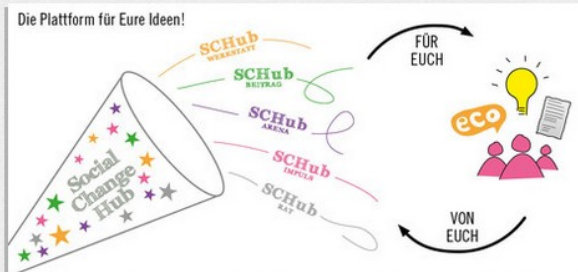 Die Plattform für Eure Ideen!
SCHub
WERKSTATT
SCHub
BEITRAG
SCHub
ARENA
SCHub
IMPULS
SCHub
RAT
Social
Change
Hub
FÜR
EUCH
eco
VON
EUCH